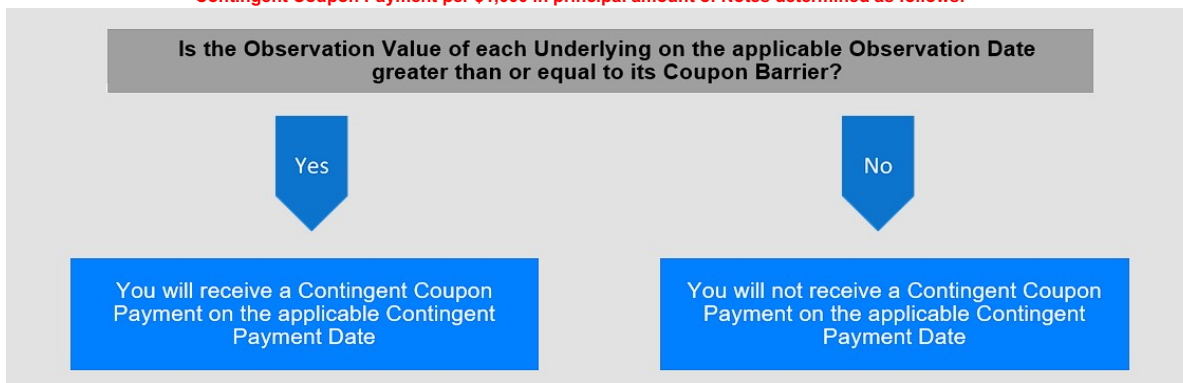 Contingent Coupon Payment per $1,000 in principal amount of Notes determined as follows:
Is the Observation Value of each Underlying on the applicable Observation Date
greater than or equal to its Coupon Barrier?
Yes
No
You will receive a Contingent Coupon
Payment on the applicable Contingent
Payment Date
You will not receive a Contingent Coupon
Payment on the applicable Contingent
Payment Date